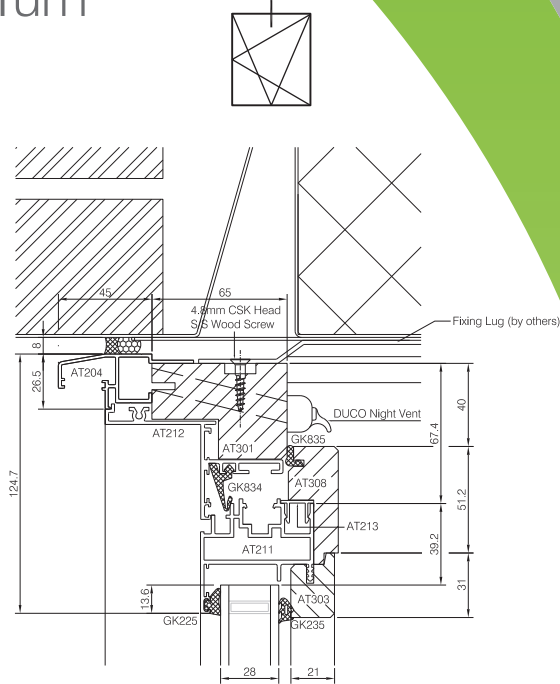 45
65
4.8mm CSK Head
S/S Wood Screw
Fixing Lug (by others)
8
AT204
26.5
DUCO Night Vent
40
67.4
AT212
AT301
GK835
124.7
GK834
AT308
51.2
AT213
AT211
39.2
13.6
AT303
31
GK225
GK235
28
21